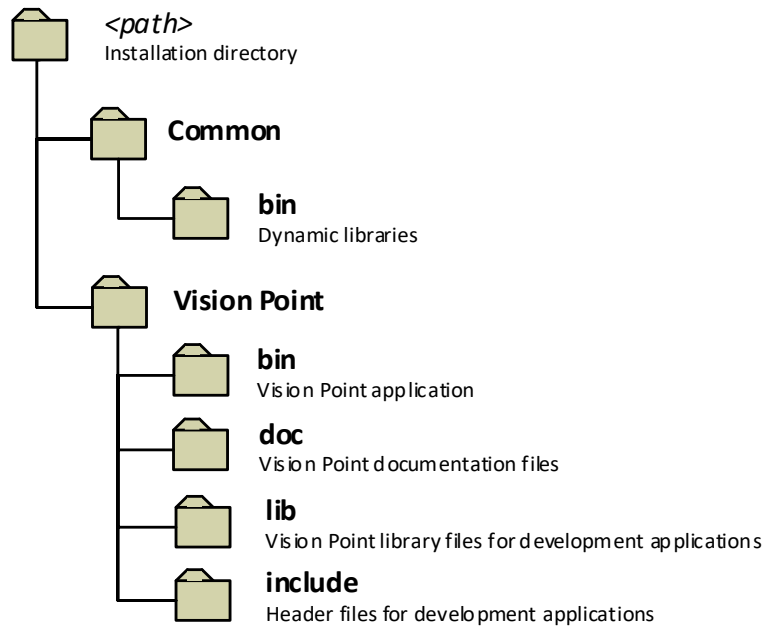 <path>
Installation directory
Common
bin
Dynamic libraries
Vision Point
bin
Vision Point application
doc
Vision Point documentation files
lib
Vision Point library files for development applications
include
Header files for development applications